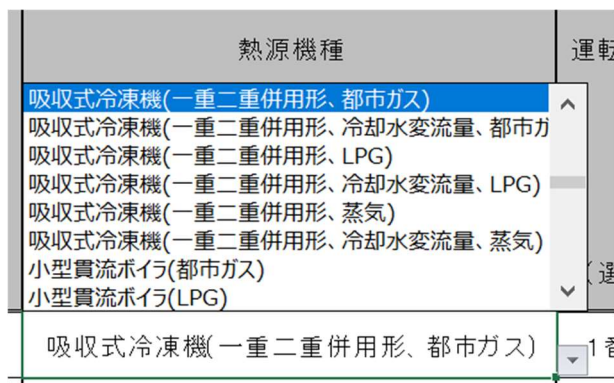 熱源機種
運転
吸収式冷凍機(一重二重併用形、都市ガス)
吸収式冷凍機(一重二重併用形、冷却水変流量、都市ガ
吸収式冷凍機(一重二重併用形、LPG)
吸収式冷凍機(一重二重併用形、冷却水変流量、LPG)
吸収式冷凍機(一重二重併用形、蒸気)
吸収式冷凍機(一重二重併用形、冷却水変流量、蒸気)
小型貫流ボイラ(都市ガス)
小型貫流ボイラ(LPG)
(選
吸収式冷凍機(一重二重併用形、都市ガス)
1